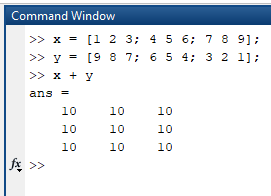 Command Window
>> x = [1 2 3; 4 5 6; 7 8 9];
>> y = [9 8 7; 6 5 4; 3 2 1];
>> x + y
ans =
10 10 10
10 10 10
10 10 10
fx >>